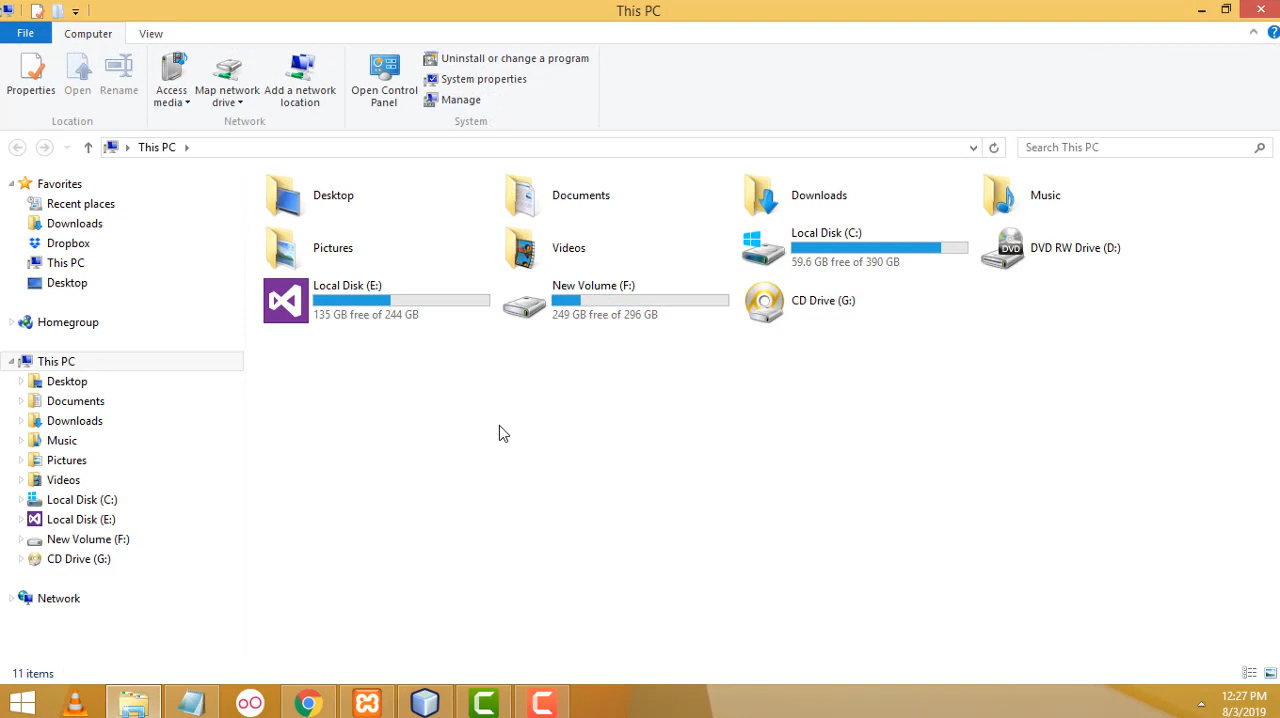 This PC
File
Computer
View
Properties
Open
Rename
Access media
Map network drive
Add a network location
Open Control Panel
Uninstall or change a program
System properties
Manage
Location
Network
System
This PC
Search This PC
Favorites
Recent places
Downloads
Dropbox
This PC
Desktop
Homegroup
This PC
Desktop
Documents
Downloads
Music
Pictures
Videos
Local Disk (C:)
Local Disk (E:)
New Volume (F:)
CD Drive (G:)
Network
Desktop
Documents
Downloads
Music
Pictures
Videos
Local Disk (C:)
59.6 GB free of 390 GB
DVD
DVD RW Drive (D:)
Local Disk (E:)
135 GB free of 244 GB
New Volume (F:)
249 GB free of 296 GB
CD Drive (G:)
11 items
12:27 PM
8/3/2019